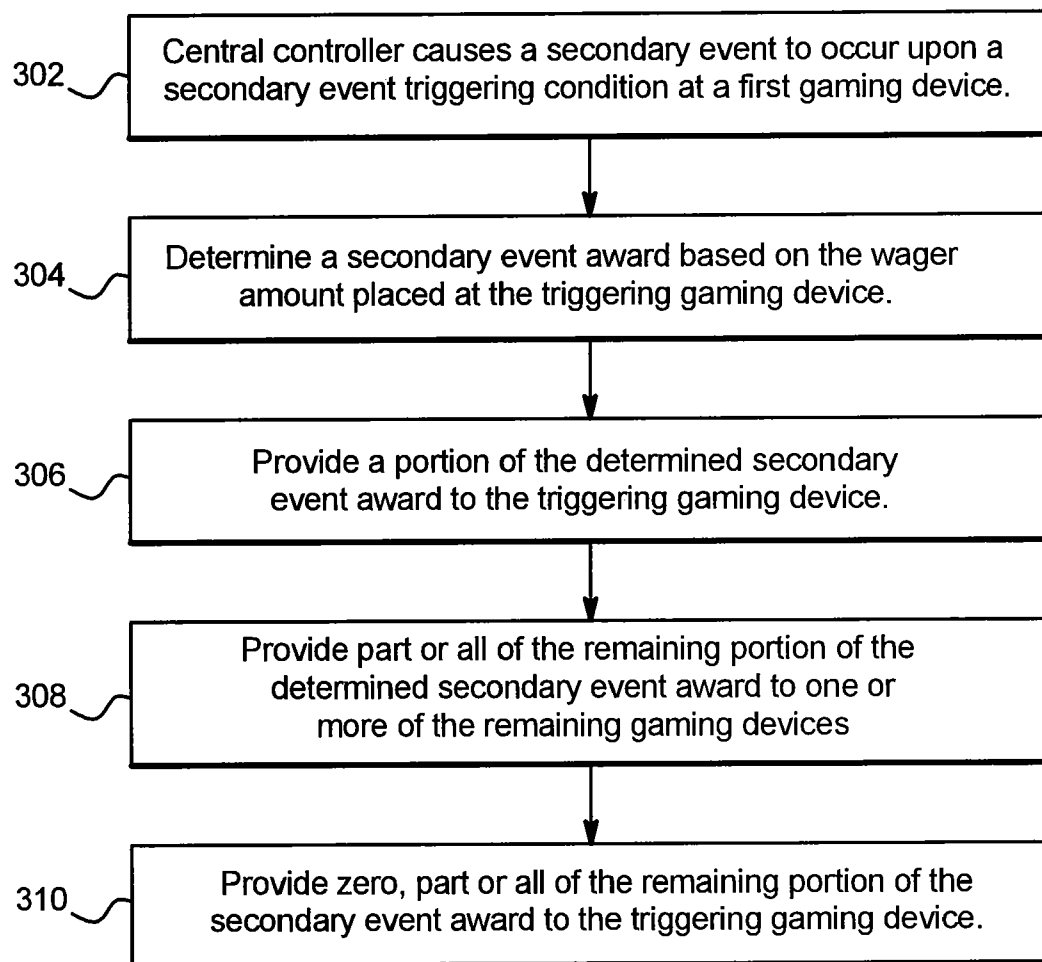 302
Central controller causes a secondary event to occur upon a
secondary event triggering condition at a first gaming device.
304
Determine a secondary event award based on the wager
amount placed at the triggering gaming device.
306
Provide a portion of the determined secondary
event award to the triggering gaming device.
308
Provide part or all of the remaining portion of the
determined secondary event award to one or
more of the remaining gaming devices
310
Provide zero, part or all of the remaining portion of the
secondary event award to the triggering gaming device.